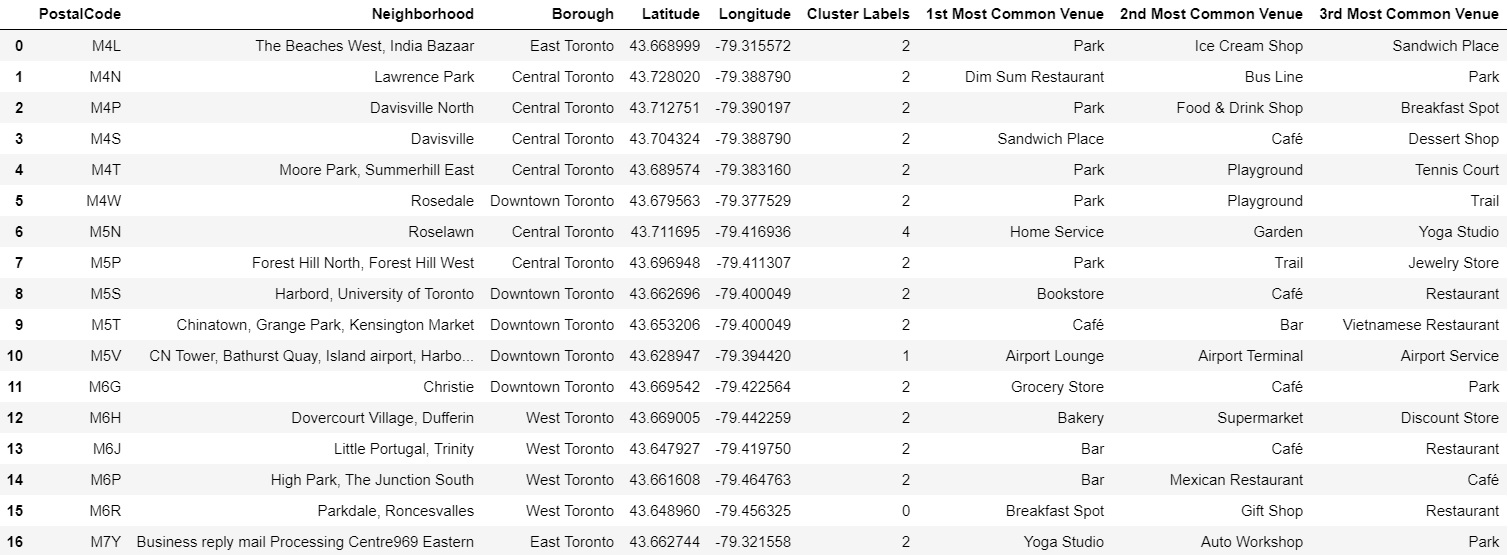 PostalCode Neighborhood Borough Latitude Longitude Cluster Labels 1st Most Common Venue 2nd Most Common Venue 3rd Most Common Venue
0 M4L The Beaches West, India Bazaar East Toronto 43.668999 -79.315572 2 Park Ice Cream Shop Sandwich Place
1 M4N Lawrence Park Central Toronto 43.728020 -79.388790 2 Dim Sum Restaurant Bus Line Park
2 M4P Davisville North Central Toronto 43.712751 -79.390197 2 Park Food & Drink Shop Breakfast Spot
3 M4S Davisville Central Toronto 43.704324 -79.388790 2 Sandwich Place Café Dessert Shop
4 M4T Moore Park, Summerhill East Central Toronto 43.689574 -79.383160 2 Park Playground Tennis Court
5 M4W Rosedale Downtown Toronto 43.679563 -79.377529 2 Park Playground Trail
6 M5N Roselawn Central Toronto 43.711695 -79.416936 4 Home Service Garden Yoga Studio
7 M5P Forest Hill North, Forest Hill West Central Toronto 43.696948 -79.411307 2 Park Trail Jewelry Store
8 M5S Harbord, University of Toronto Downtown Toronto 43.662696 -79.400049 2 Bookstore Café Restaurant
9 M5T Chinatown, Grange Park, Kensington Market Downtown Toronto 43.653206 -79.400049 2 Café Bar Vietnamese Restaurant
10 M5V CN Tower, Bathurst Quay, Island airport, Harbo... Downtown Toronto 43.628947 -79.394420 1 Airport Lounge Airport Terminal Airport Service
11 M6G Christie Downtown Toronto 43.669542 -79.422564 2 Grocery Store Café Park
12 M6H Dovercourt Village, Dufferin West Toronto 43.669005 -79.442259 2 Bakery Supermarket Discount Store
13 M6J Little Portugal, Trinity West Toronto 43.647927 -79.419750 2 Bar Café Restaurant
14 M6P High Park, The Junction South West Toronto 43.661608 -79.464763 2 Bar Mexican Restaurant Café
15 M6R Parkdale, Roncesvalles West Toronto 43.648960 -79.456325 0 Breakfast Spot Gift Shop Restaurant
16 M7Y Business reply mail Processing Centre969 Eastern East Toronto 43.662744 -79.321558 2 Yoga Studio Auto Workshop Park